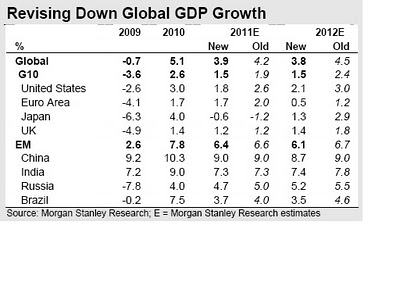 Revising Down Global GDP Growth
2009 2010 2011E 2012E
% New Old New Old
Global -0.7 5.1 3.9 4.2 3.8 4.5
G10 -3.6 2.6 1.5 1.9 1.5 2.4
United States -2.6 3.0 1.8 2.6 2.1 3.0
Euro Area -4.1 1.7 1.7 2.0 0.5 1.2
Japan -6.3 4.0 -0.6 -1.2 1.3 2.9
UK -4.9 1.4 1.2 1.2 1.4 1.8
EM 2.6 7.8 6.4 6.6 6.1 6.7
China 9.2 10.3 9.0 9.0 8.7 9.0
India 7.2 9.0 7.3 7.3 7.4 7.8
Russia -7.8 4.0 4.7 5.0 5.2 5.5
Brazil -0.2 7.5 3.7 4.0 3.5 4.6
Source: Morgan Stanley Research; E = Morgan Stanley Research estimates